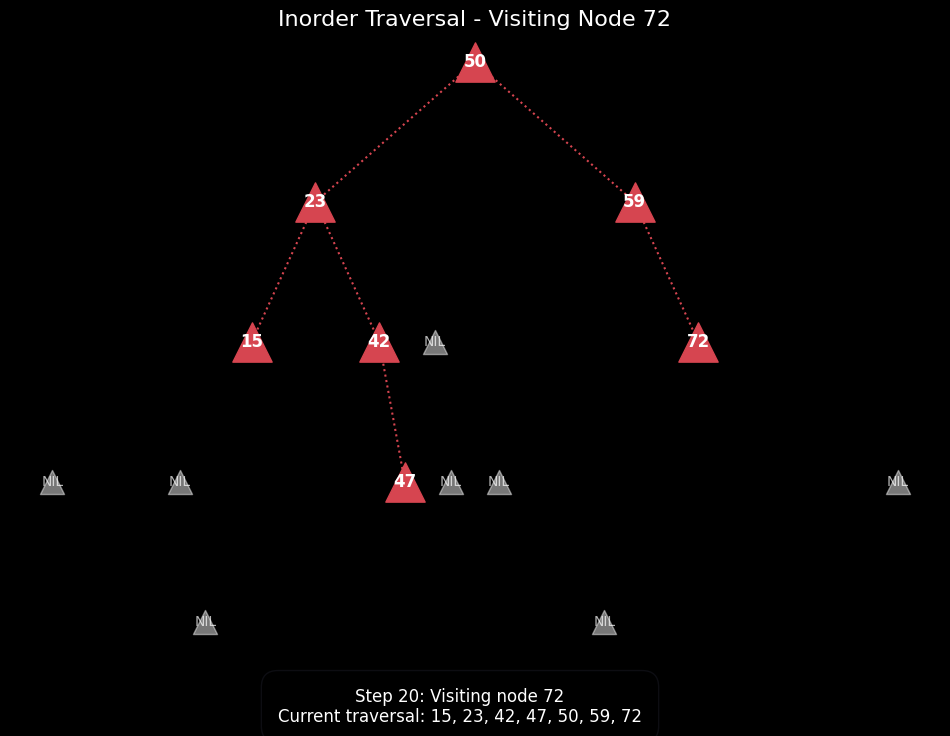 Inorder Traversal - Visiting Node 72
50
23
59
15
42
NIL
72
NIL
NIL
47
NIL
NIL
NIL
NIL
NIL
Step 20: Visiting node 72
Current traversal: 15, 23, 42, 47, 50, 59, 72